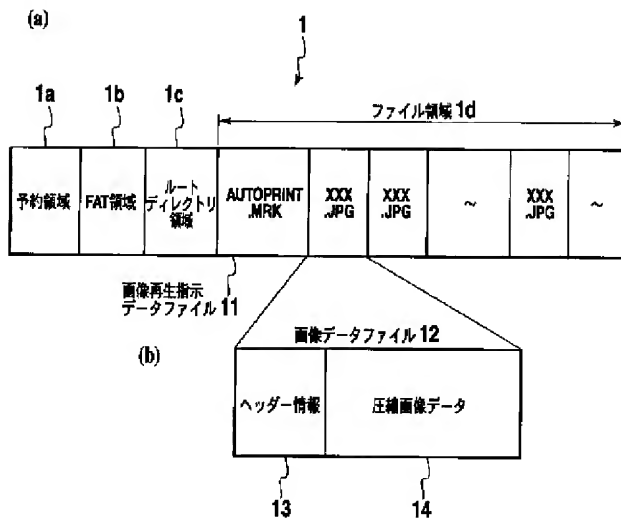 (a)
1
1a
1b
1c
ファイル領域 1d
予約領域
FAT領域
ルート
ディレクトリ
領域
AUTOPRINT
.MRK
XXX
.JPG
XXX
.JPG
～
XXX
.JPG
～
画像再生指示
データファイル 11
(b)
画像データファイル 12
ヘッダー情報
圧縮画像データ
13
14